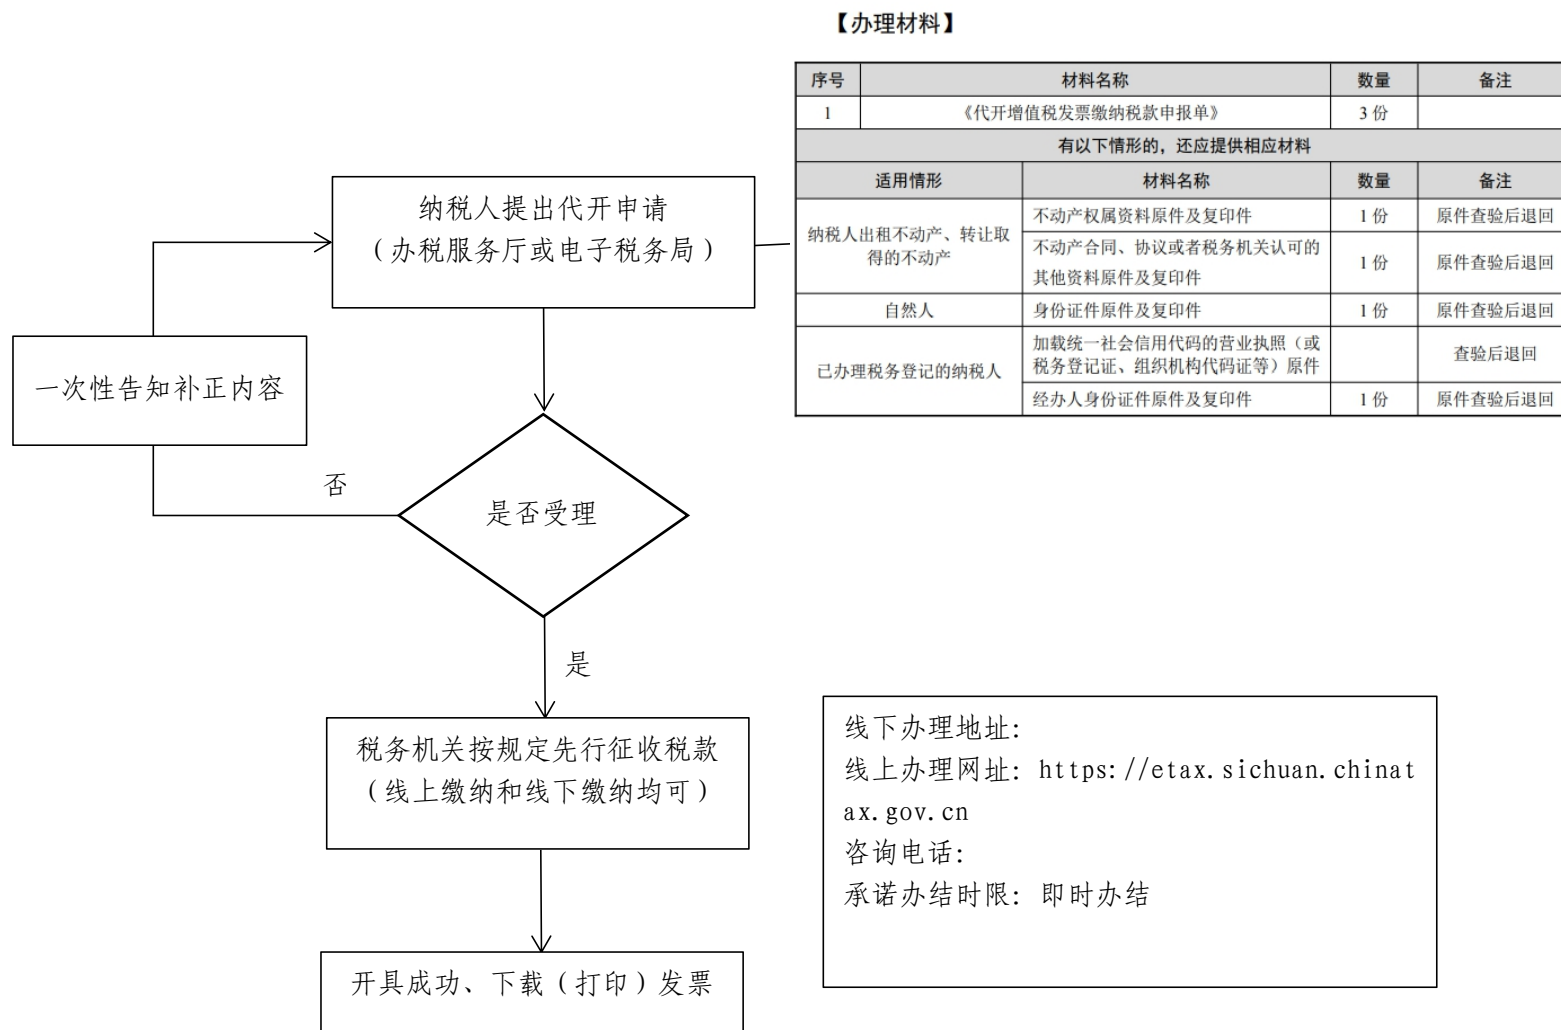 【办理材料】
序号 材料名称 数量 备注
1 《代开增值税发票缴纳税款申报单》 3 份
有以下情形的，还应提供相应材料
适用情形 材料名称 数量 备注
纳税人出租不动产、转让取
得的不动产
不动产权属资料原件及复印件 1 份 原件查验后退回
不动产合同、协议或者税务机关认可的
其他资料原件及复印件
1 份 原件查验后退回
自然人 身份证件原件及复印件 1 份 原件查验后退回
已办理税务登记的纳税人
加载统一社会信用代码的营业执照（或
税务登记证、组织机构代码证等）原件
查验后退回
经办人身份证件原件及复印件 1 份 原件查验后退回
纳税人提出代开申请
（办税服务厅或电子税务局）
一次性告知补正内容
否
是否受理
是
税务机关按规定先行征收税款
（线上缴纳和线下缴纳均可）
开具成功、下载（打印）发票
线下办理地址：
线上办理网址：https://etax.sichuan.chinat
ax.gov.cn
咨询电话：
承诺办结时限：即时办结